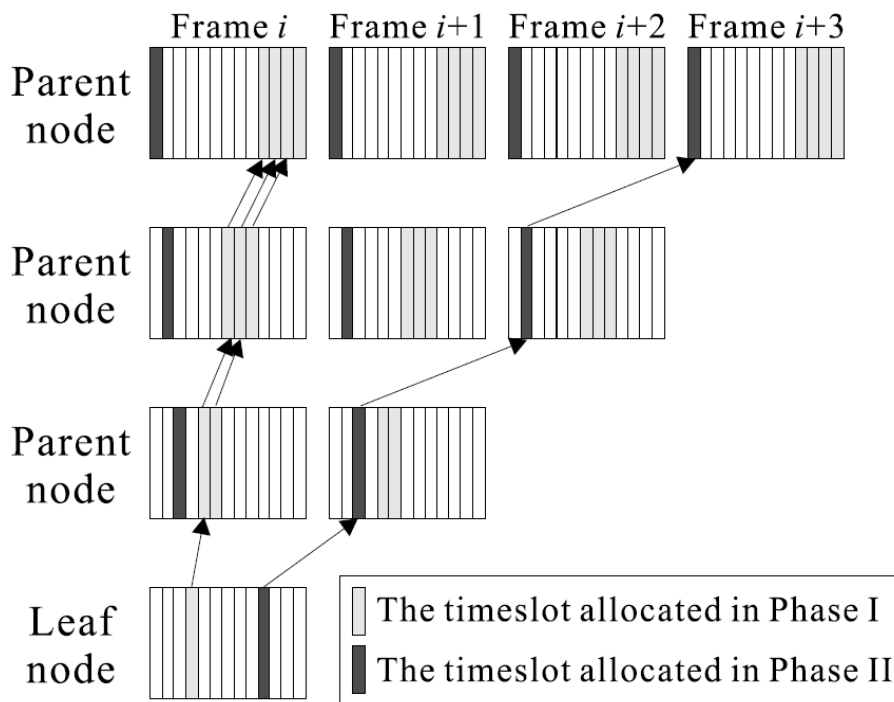 Frame i
Frame i+1
Frame i+2
Frame i+3
Parent
node
Parent
node
Parent
node
Leaf
node
The timeslot allocated in Phase I
The timeslot allocated in Phase II